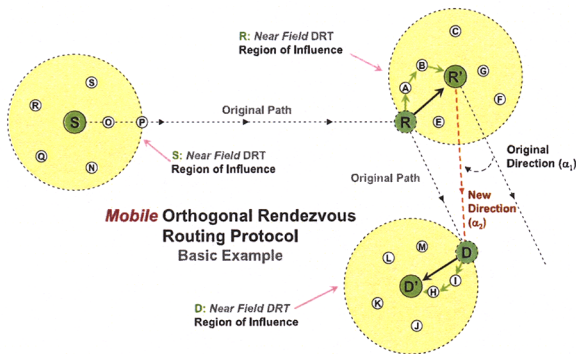 R: Near Field DRT
Region of Influence
C
B
G
R'
A
F
S
R
S
O
P
Original Path
R
E
Q
N
Original
Direction (α₁)
S: Near Field DRT
Region of Influence
Original Path
New
Direction
(α₂)
Mobile Orthogonal Rendezvous
Routing Protocol
Basic Example
M
D
L
I
D'
H
K
J
D: Near Field DRT
Region of Influence